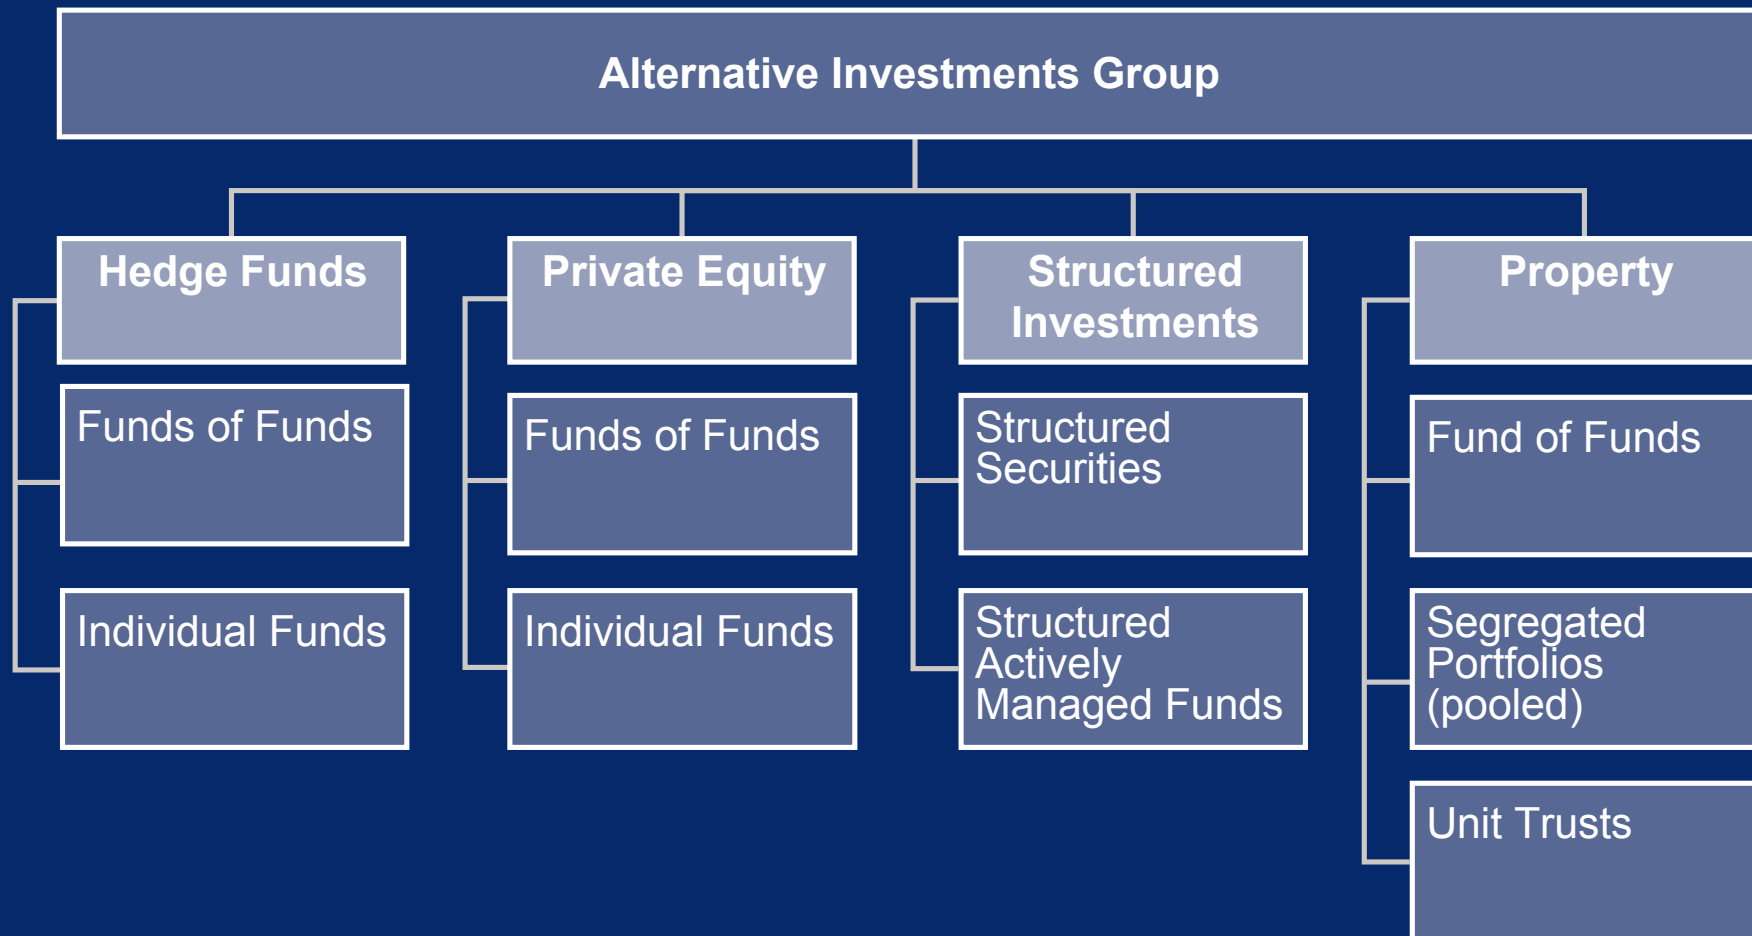 Alternative Investments Group
Hedge Funds
Funds of Funds
Individual Funds
Private Equity
Funds of Funds
Individual Funds
Structured
Investments
Structured
Securities
Structured
Actively
Managed Funds
Property
Fund of Funds
Segregated
Portfolios
(pooled)
Unit Trusts